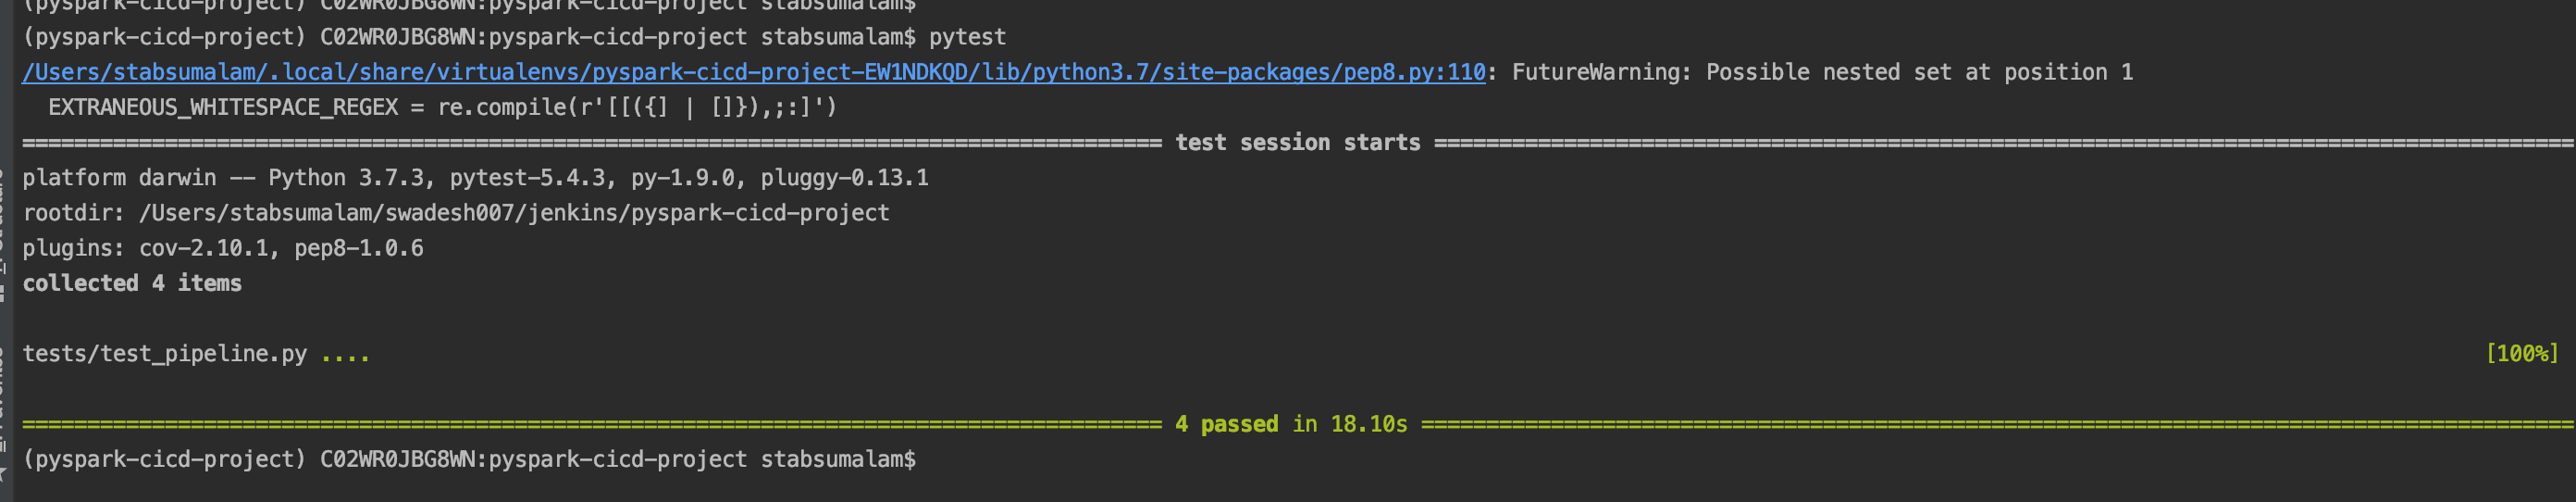 (pyspark-cicd-project) C02WR0JBG8WN:pyspark-cicd-project stabsumalam$
(pyspark-cicd-project) C02WR0JBG8WN:pyspark-cicd-project stabsumalam$ pytest
/Users/stabsumalam/.local/share/virtualenvs/pyspark-cicd-project-EW1NDKQD/lib/python3.7/site-packages/pep8.py:110: FutureWarning: Possible nested set at position 1
  EXTRANEOUS_WHITESPACE_REGEX = re.compile(r'[[({] | []}),;:]')
======================================================================================== test session starts ========================================================================================
platform darwin -- Python 3.7.3, pytest-5.4.3, py-1.9.0, pluggy-0.13.1
rootdir: /Users/stabsumalam/swadesh007/jenkins/pyspark-cicd-project
plugins: cov-2.10.1, pep8-1.0.6
collected 4 items
tests/test_pipeline.py .... [100%]
======================================================================================== 4 passed in 18.10s =========================================================================================
(pyspark-cicd-project) C02WR0JBG8WN:pyspark-cicd-project stabsumalam$